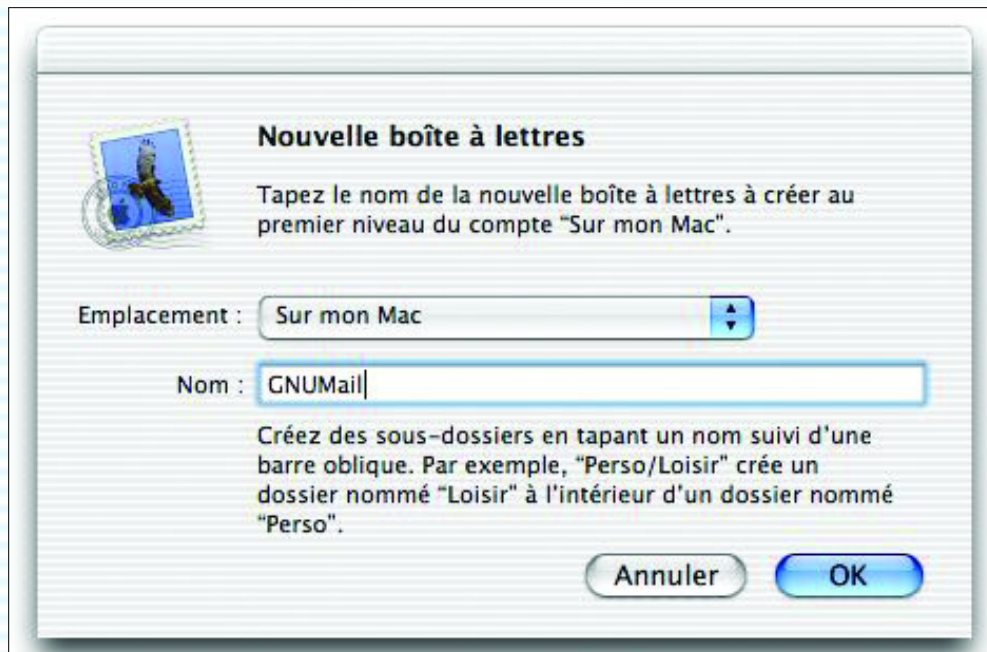 Nouvelle boîte à lettres
Tapez le nom de la nouvelle boîte à lettres à créer au
premier niveau du compte “Sur mon Mac”.
Emplacement : Sur mon Mac
Nom : GNUMail
Créez des sous-dossiers en tapant un nom suivi d’une
barre oblique. Par exemple, “Perso/Loisir” crée un
dossier nommé “Loisir” à l’intérieur d’un dossier nommé
“Perso”.
Annuler OK